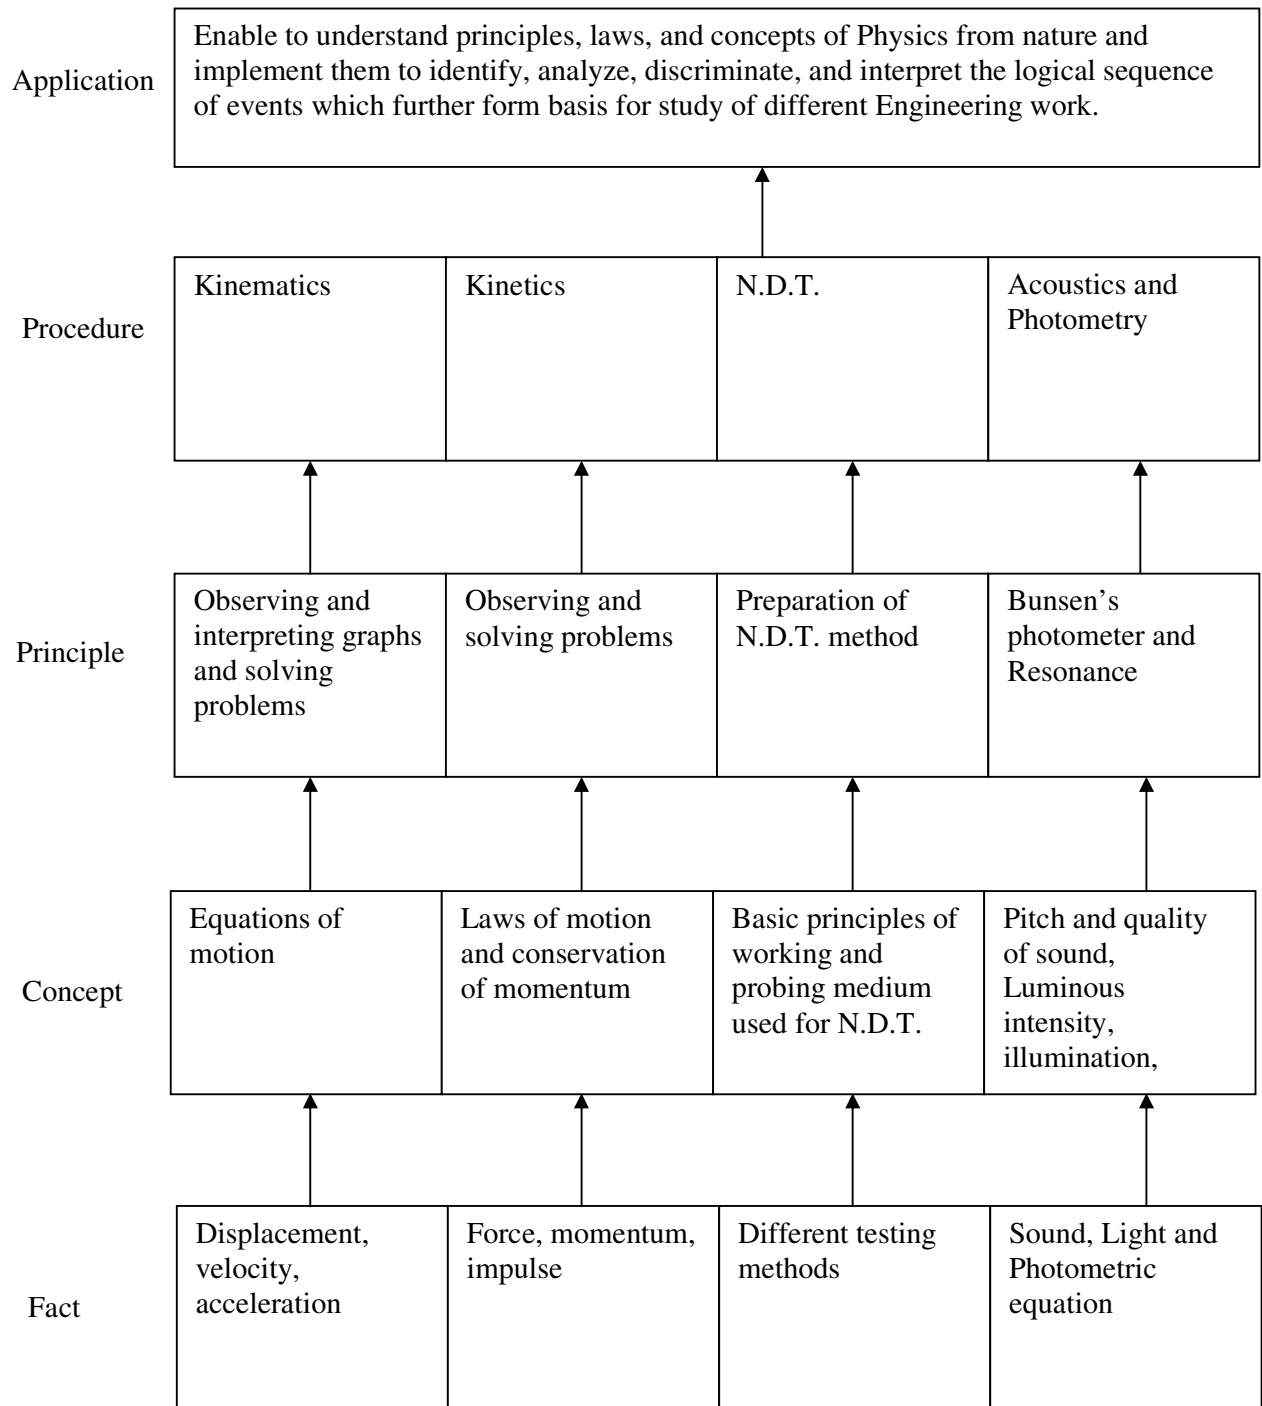 Application
Enable to understand principles, laws, and concepts of Physics from nature and
implement them to identify, analyze, discriminate, and interpret the logical sequence
of events which further form basis for study of different Engineering work.
Procedure
Kinematics
Kinetics
N.D.T.
Acoustics and
Photometry
Principle
Observing and
interpreting graphs
and solving
problems
Observing and
solving problems
Preparation of
N.D.T. method
Bunsen’s
photometer and
Resonance
Concept
Equations of
motion
Laws of motion
and conservation
of momentum
Basic principles of
working and
probing medium
used for N.D.T.
Pitch and quality
of sound,
Luminous
intensity,
illumination,
Fact
Displacement,
velocity,
acceleration
Force, momentum,
impulse
Different testing
methods
Sound, Light and
Photometric
equation